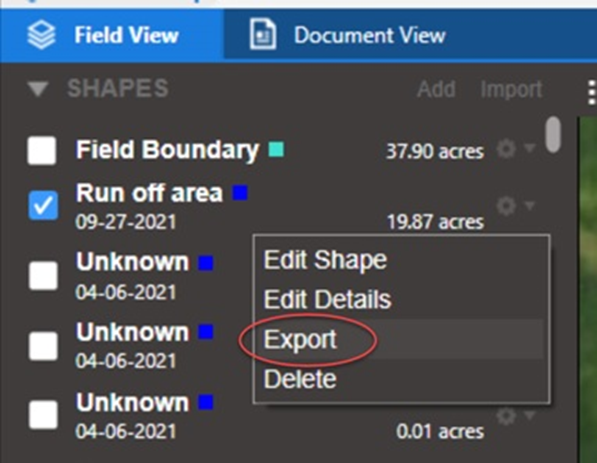 Field View
Document View
SHAPES
Add
Import
Field Boundary
37.90 acres
Run off area
09-27-2021
19.87 acres
Unknown
04-06-2021
Unknown
04-06-2021
Unknown
04-06-2021
0.01 acres
Edit Shape
Edit Details
Export
Delete